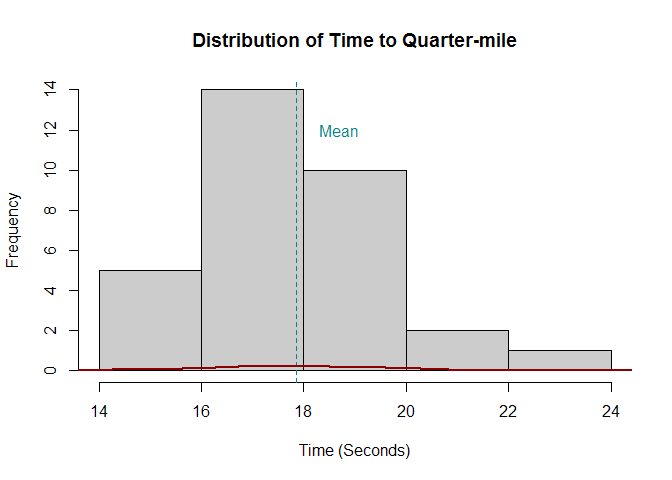 Distribution of Time to Quarter-mile
14
12
10
8
6
4
2
0
Frequency
Mean
14 16 18 20 22 24
Time (Seconds)